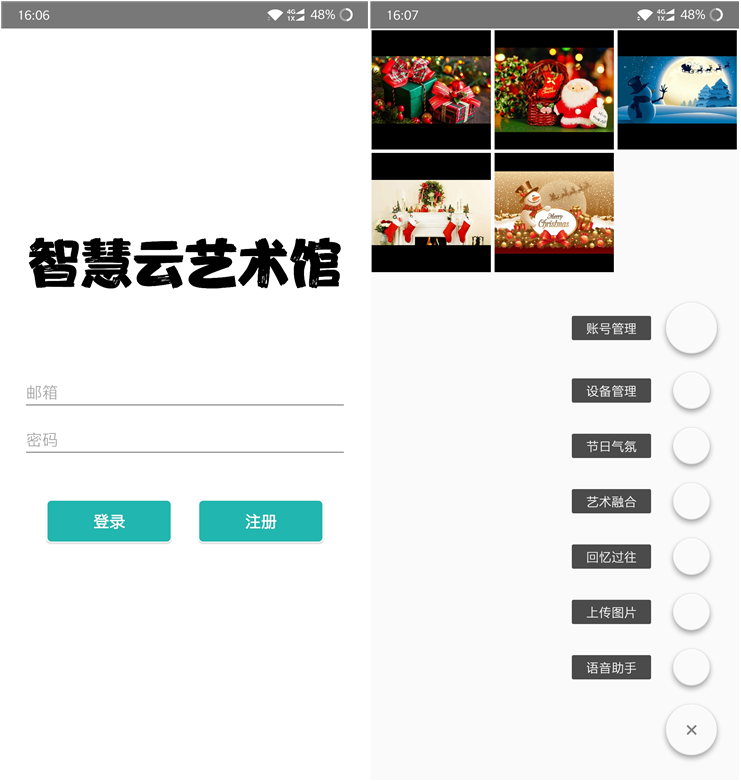 16:06
4G
1X
48%
智慧云艺术馆
邮箱
密码
登录
注册
16:07
4G
1X
48%
Merry
Christmas
账号管理
设备管理
节日气氛
艺术融合
回忆过往
上传图片
语音助手